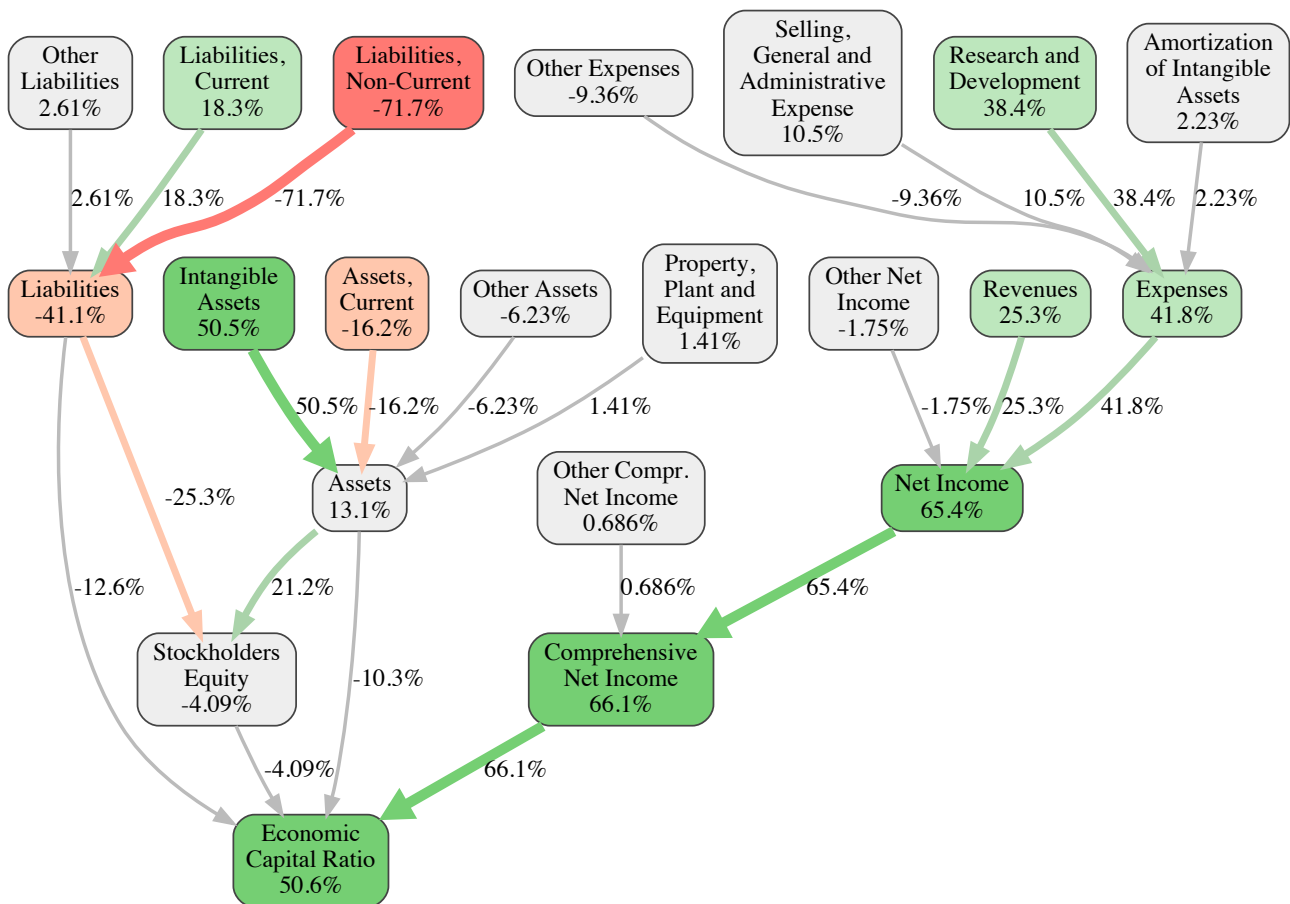 Other
Liabilities
2.61%
Liabilities,
Current
18.3%
Liabilities,
Non-Current
-71.7%
Other Expenses
-9.36%
Selling,
General and
Administrative
Expense
10.5%
Research and
Development
38.4%
Amortization
of Intangible
Assets
2.23%
2.61%
18.3%
-71.7%
-9.36%
10.5%
38.4%
2.23%
Liabilities
-41.1%
Intangible
Assets
50.5%
Assets,
Current
-16.2%
Other Assets
-6.23%
Property,
Plant and
Equipment
1.41%
Other Net
Income
-1.75%
Revenues
25.3%
Expenses
41.8%
50.5%
-16.2%
-6.23%
1.41%
-1.75%
25.3%
41.8%
-25.3%
Assets
13.1%
Other Compr.
Net Income
0.686%
Net Income
65.4%
-12.6%
21.2%
0.686%
65.4%
Stockholders
Equity
-4.09%
-10.3%
Comprehensive
Net Income
66.1%
-4.09%
66.1%
Economic
Capital Ratio
50.6%